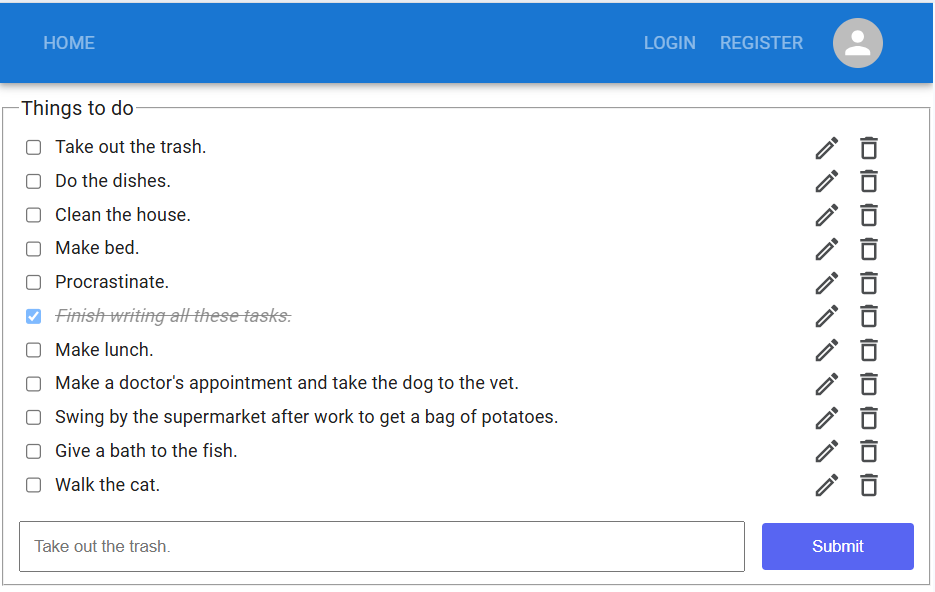 HOME LOGIN REGISTER
Things to do
Take out the trash.
Do the dishes.
Clean the house.
Make bed.
Procrastinate.
Finish writing all these tasks.
Make lunch.
Make a doctor's appointment and take the dog to the vet.
Swing by the supermarket after work to get a bag of potatoes.
Give a bath to the fish.
Walk the cat.
Take out the trash. Submit